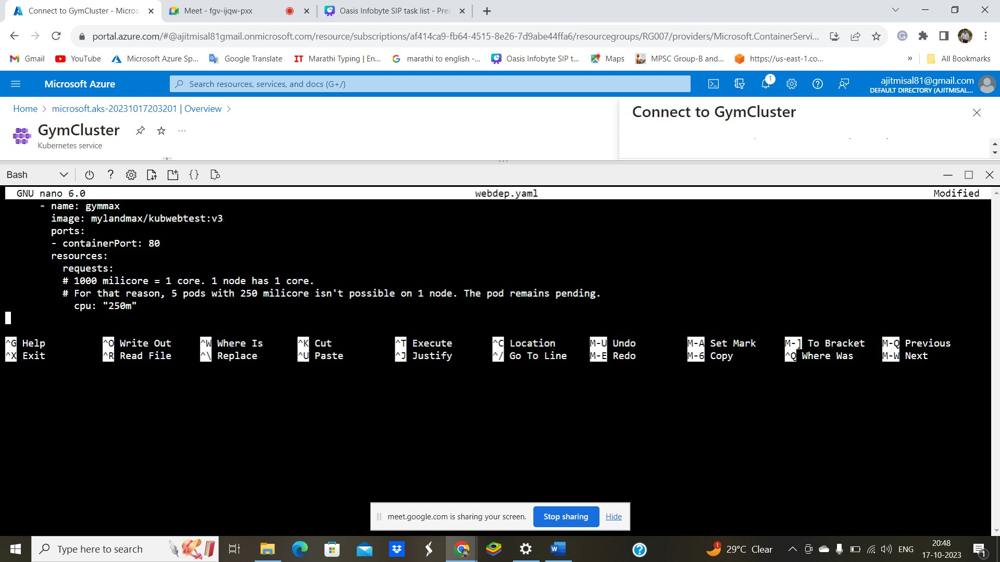 Connect to GymCluster - Micros
Meet - fgv-ijqw-pxx
Oasis Infobyte SIP task list - Pres
portal.azure.com/#@ajitmisal81gmail.onmicrosoft.com/resource/subscriptions/af414ca9-fb64-4515-8e26-7d9abe44ffa6/resourcegroups/RG007/providers/Microsoft.ContainerServi...
Gmail
YouTube
Microsoft Azure Sp...
Google Translate
IT Marathi Typing | En...
marathi to english -...
Oasis Infobyte SIP t...
Maps
MPSC Group-B and...
https://us-east-1.co...
»
All Bookmarks
Microsoft Azure
Search resources, services, and docs (G+/)
1
ajitmisal81@gmail.com
DEFAULT DIRECTORY (AJITMISAL...
Home > microsoft.aks-20231017203201 | Overview >
Connect to GymCluster
GymCluster
Kubernetes service
Bash
GNU nano 6.0 webdep.yaml Modified
- name: gymmax
image: mylandmax/kubwebtest:v3
ports:
- containerPort: 80
resources:
requests:
# 1000 milicore = 1 core. 1 node has 1 core.
# For that reason, 5 pods with 250 milicore isn't possible on 1 node. The pod remains pending.
cpu: "250m"
^G Help ^O Write Out ^W Where Is ^K Cut ^T Execute ^C Location M-U Undo M-A Set Mark M-] To Bracket M-Q Previous
^X Exit ^R Read File ^\ Replace ^U Paste ^J Justify ^/ Go To Line M-E Redo M-6 Copy ^Q Where Was M-W Next
meet.google.com is sharing your screen.
Stop sharing
Hide
Type here to search
1
29°C Clear
ENG
20:48
17-10-2023
1